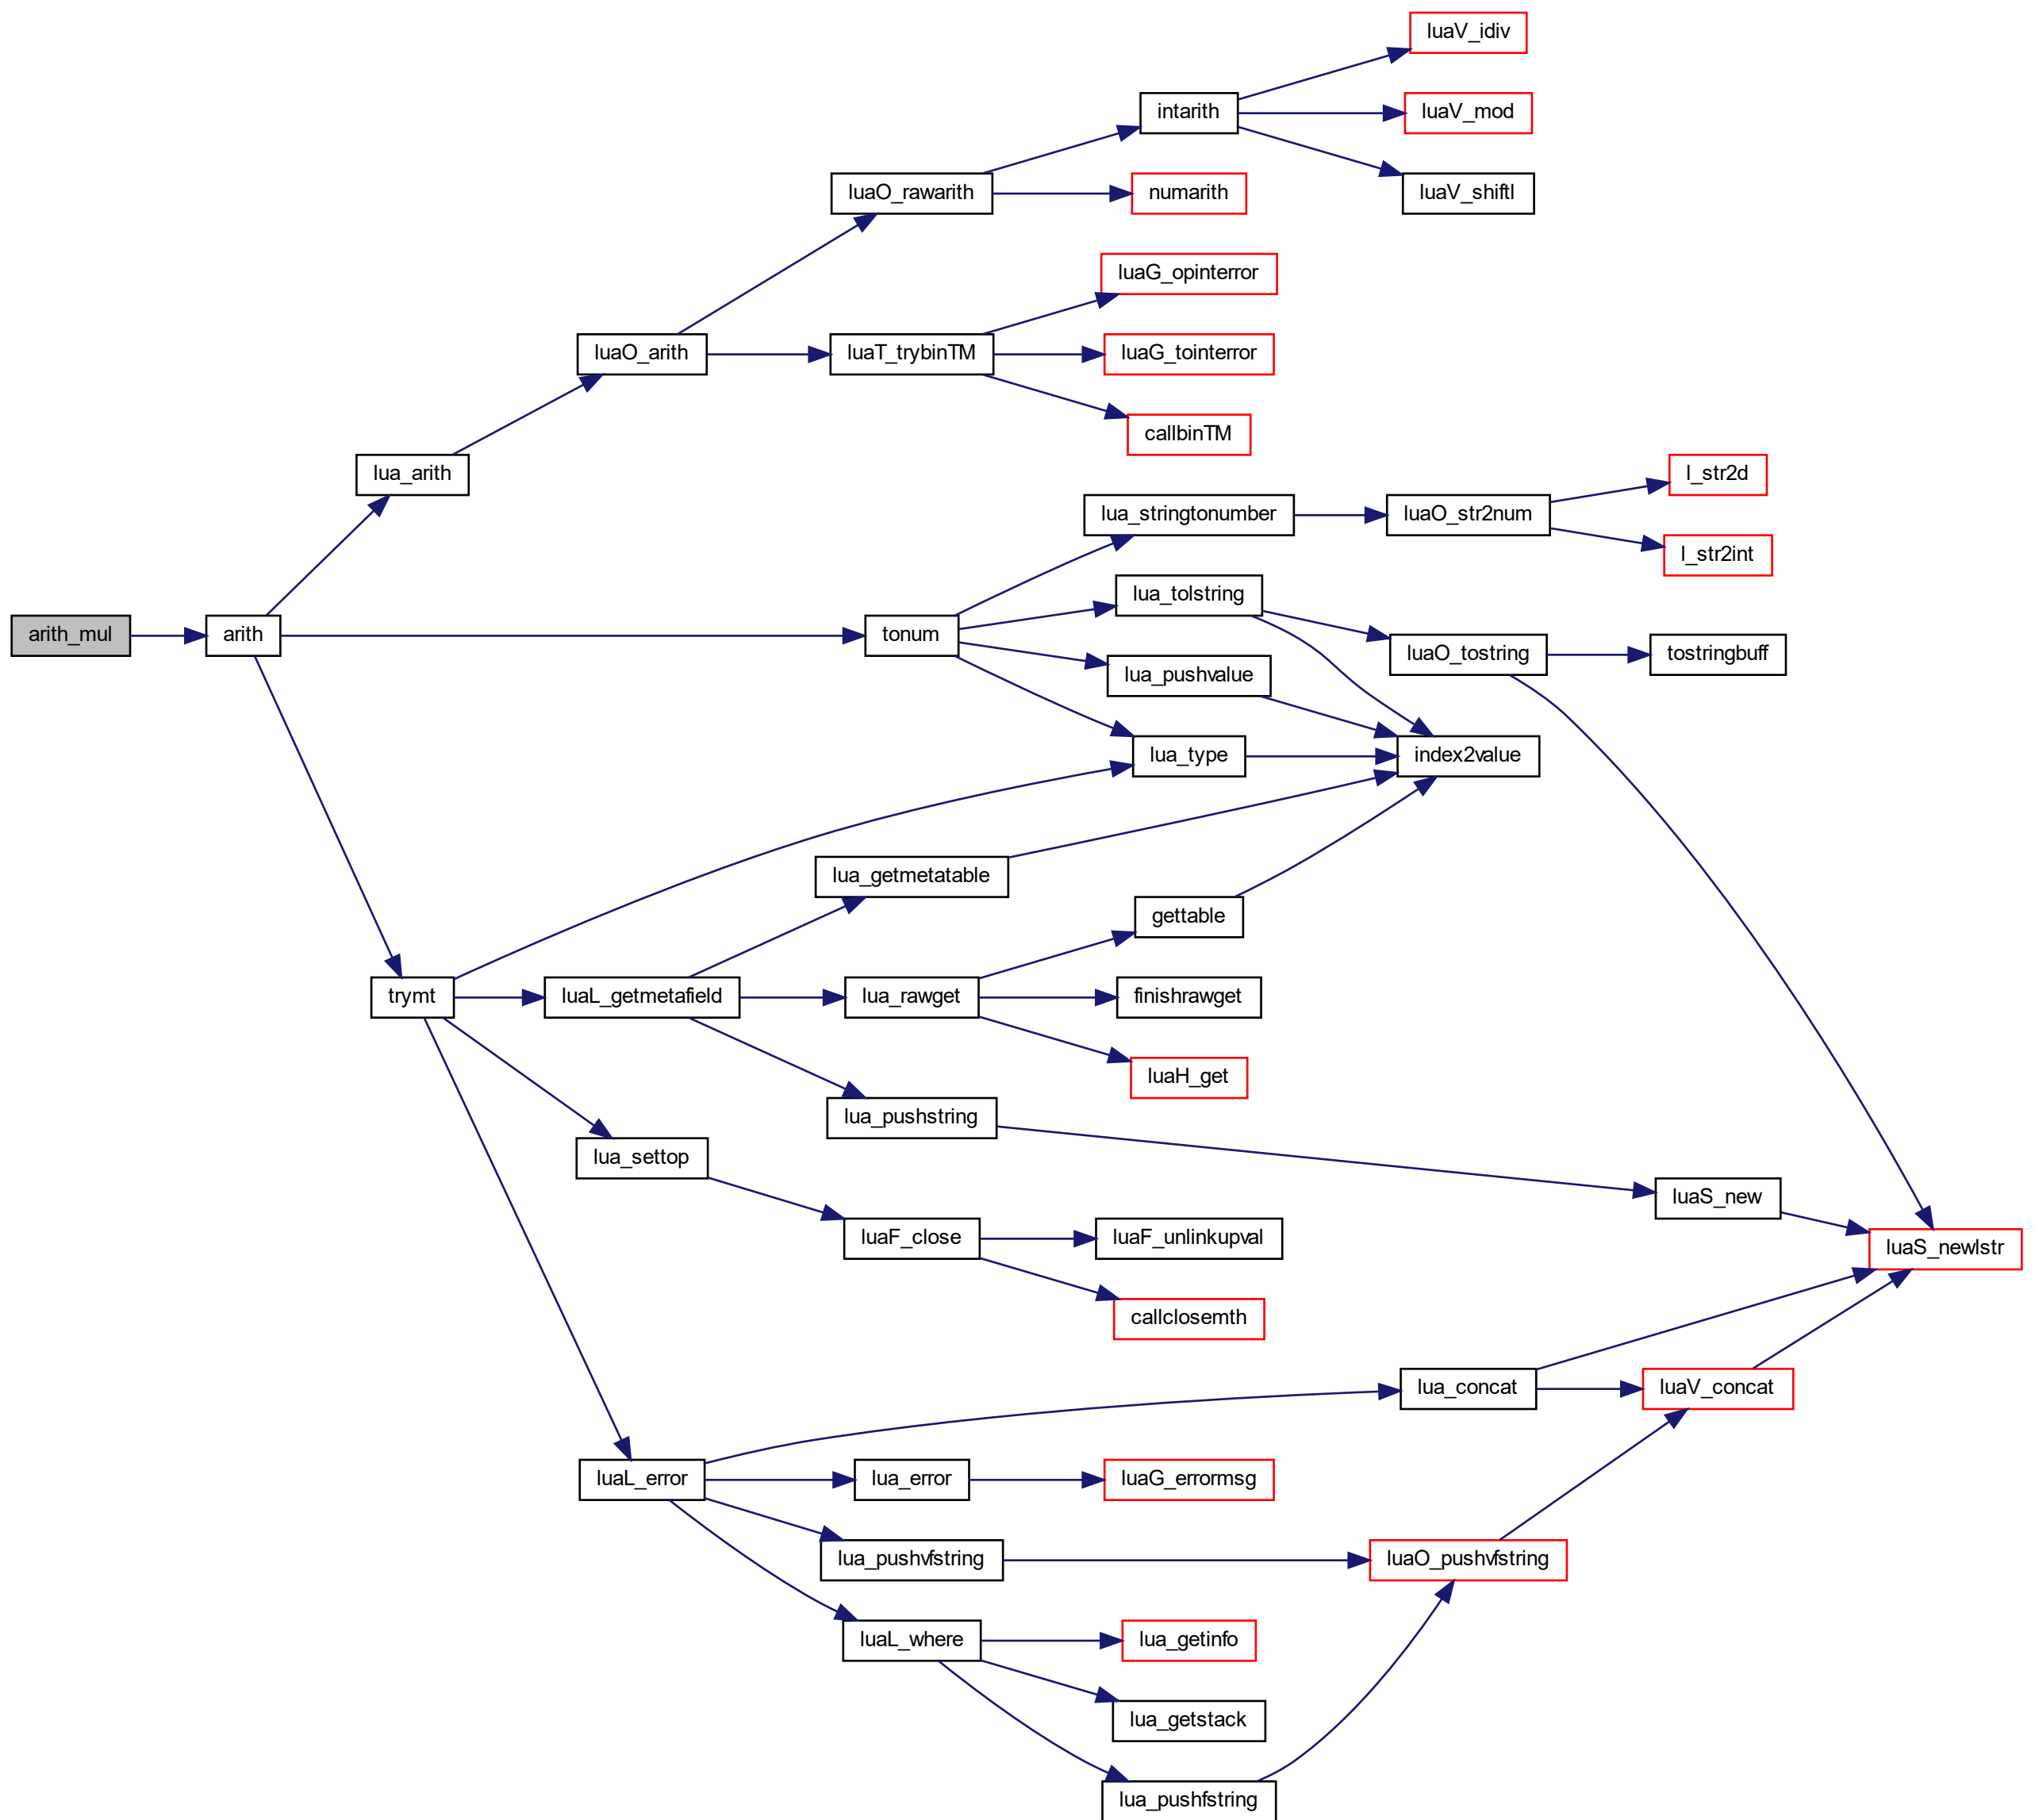 luaV_idiv
intarith
luaV_mod
luaO_rawarith
numarith
luaV_shiftl
luaG_opinterror
luaO_arith
luaT_trybinTM
luaG_tointerror
callbinTM
lua_arith
l_str2d
lua_stringtonumber
luaO_str2num
l_str2int
lua_tolstring
arith_mul
arith
tonum
luaO_tostring
tostringbuff
lua_pushvalue
lua_type
index2value
lua_getmetatable
gettable
trymt
luaL_getmetafield
lua_rawget
finishrawget
luaH_get
lua_pushstring
lua_settop
luaS_new
luaF_close
luaF_unlinkupval
luaS_newlstr
callclosemth
lua_concat
luaV_concat
luaL_error
lua_error
luaG_errormsg
lua_pushvfstring
luaO_pushvfstring
luaL_where
lua_getinfo
lua_getstack
lua_pushfstring